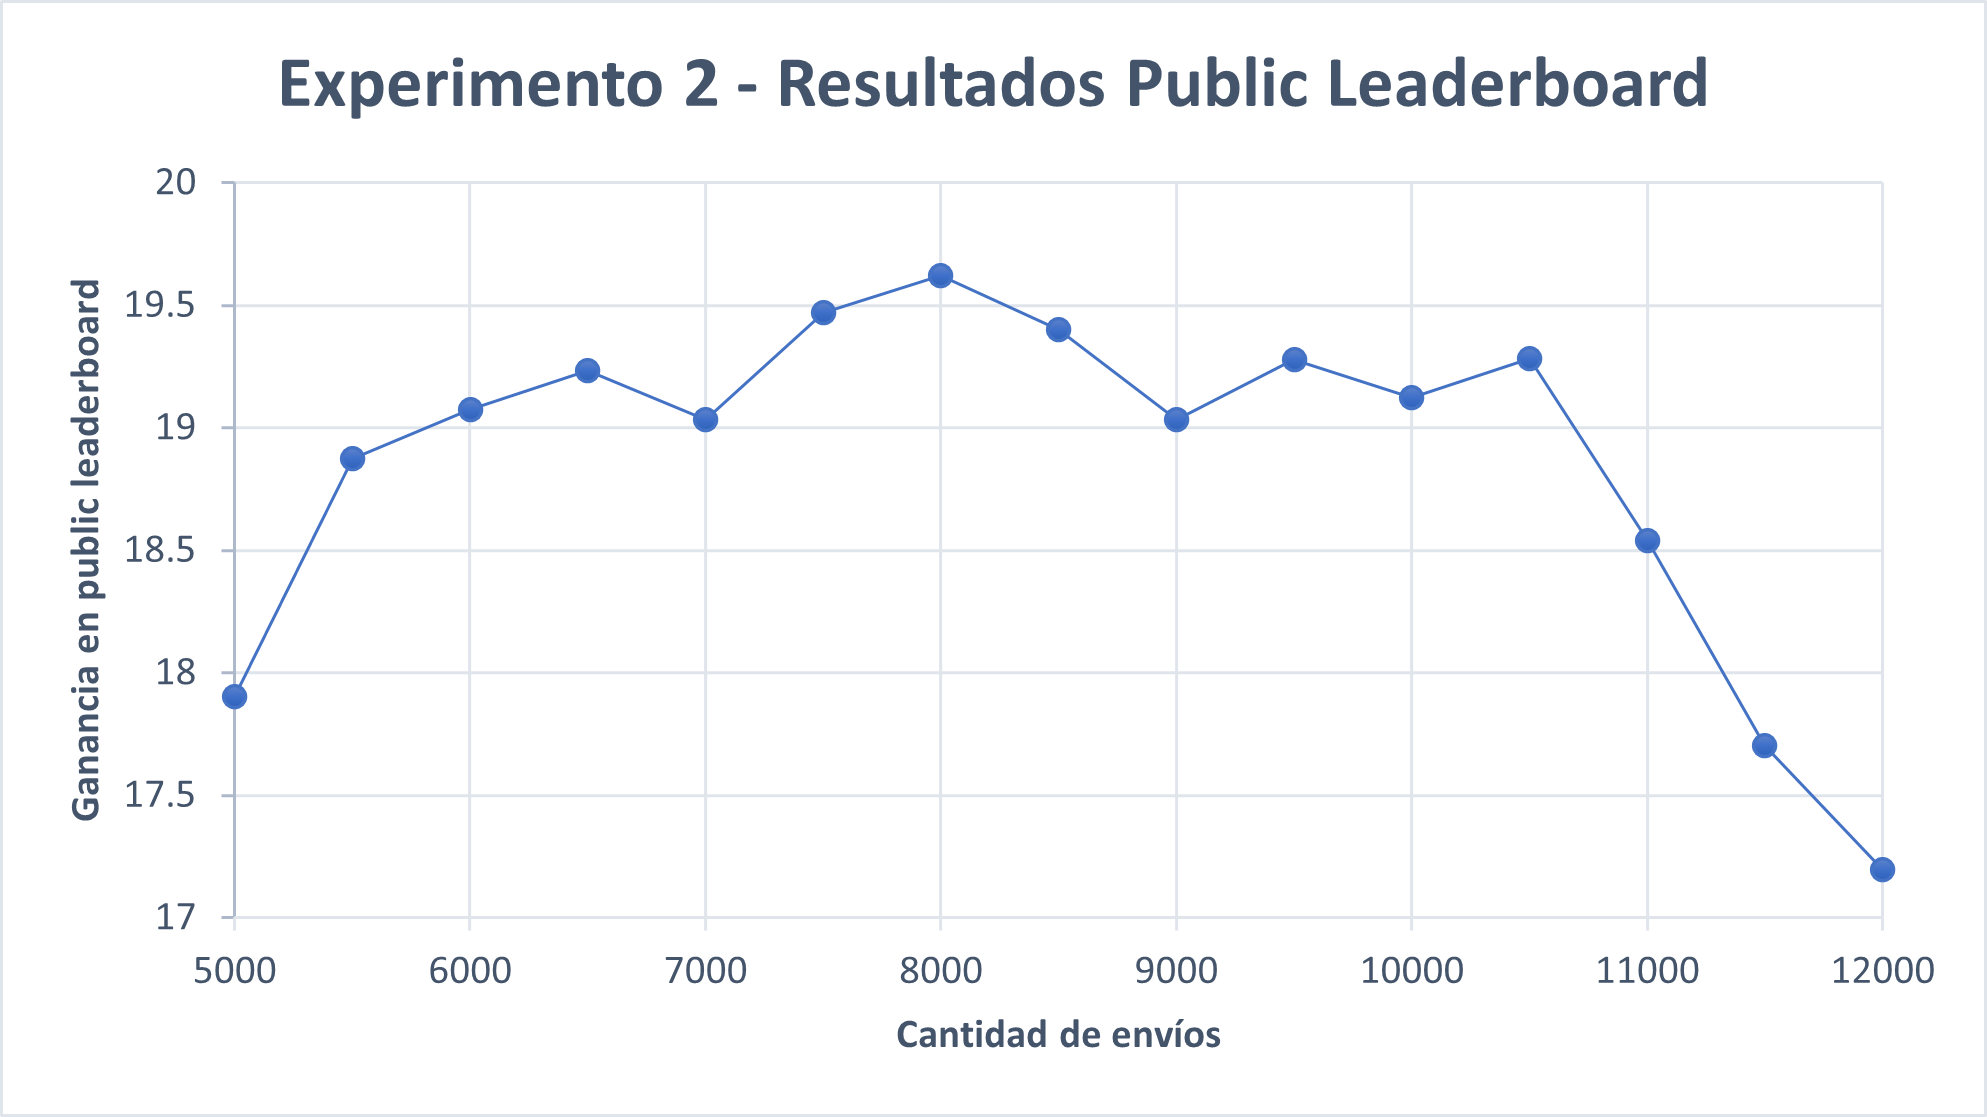 Experimento 2 - Resultados Public Leaderboard
Ganancia en public leaderboard
20
19.5
19
18.5
18
17.5
17
5000 6000 7000 8000 9000 10000 11000 12000
Cantidad de envíos